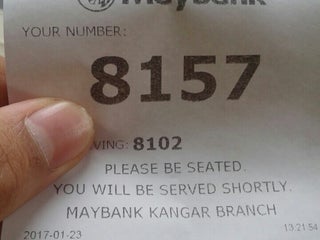 Maybank
YOUR NUMBER:
8157
VING: 8102
PLEASE BE SEATED.
YOU WILL BE SERVED SHORTLY.
MAYBANK KANGAR BRANCH
2017-01-23 13:21:54